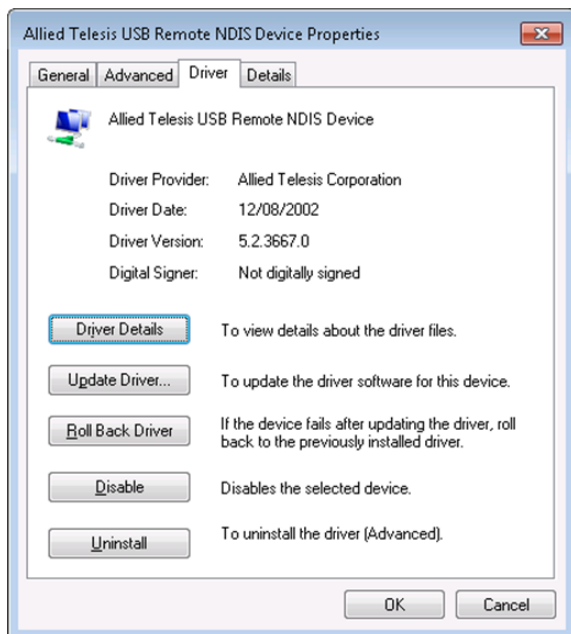 Allied Telesis USB Remote NDIS Device Properties
General Advanced Driver Details
Allied Telesis USB Remote NDIS Device
Driver Provider: Allied Telesis Corporation
Driver Date: 12/08/2002
Driver Version: 5.2.3667.0
Digital Signer: Not digitally signed
Driver Details To view details about the driver files.
Update Driver... To update the driver software for this device.
Roll Back Driver If the device fails after updating the driver, roll
back to the previously installed driver.
Disable Disables the selected device.
Uninstall To uninstall the driver (Advanced).
OK Cancel